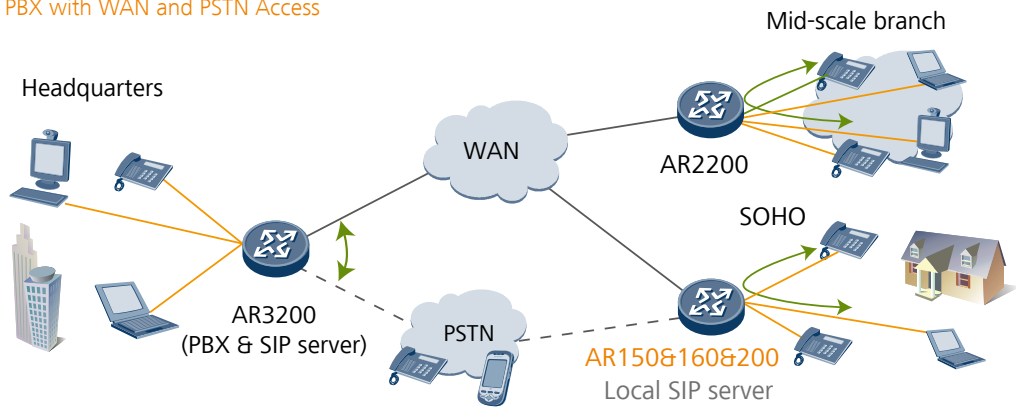 PBX with WAN and PSTN Access
Mid-scale branch
Headquarters
WAN
AR2200
SOHO
AR3200
(PBX & SIP server)
PSTN
AR150&160&200
Local SIP server